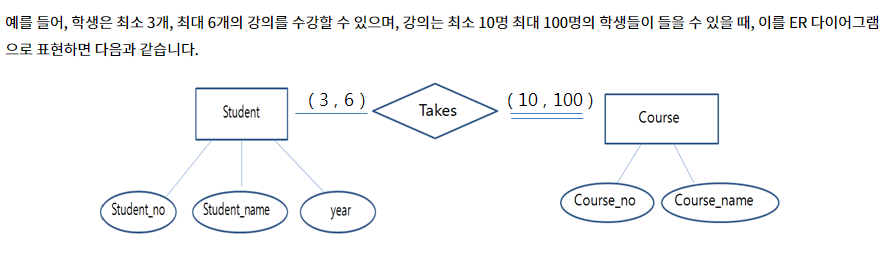 예를 들어, 학생은 최소 3개, 최대 6개의 강의를 수강할 수 있으며, 강의는 최소 10명 최대 100명의 학생들이 들을 수 있을 때, 이를 ER 다이어그램
으로 표현하면 다음과 같습니다.
Student
( 3 , 6 )
Takes
( 10 , 100 )
Course
Student_no
Student_name
year
Course_no
Course_name